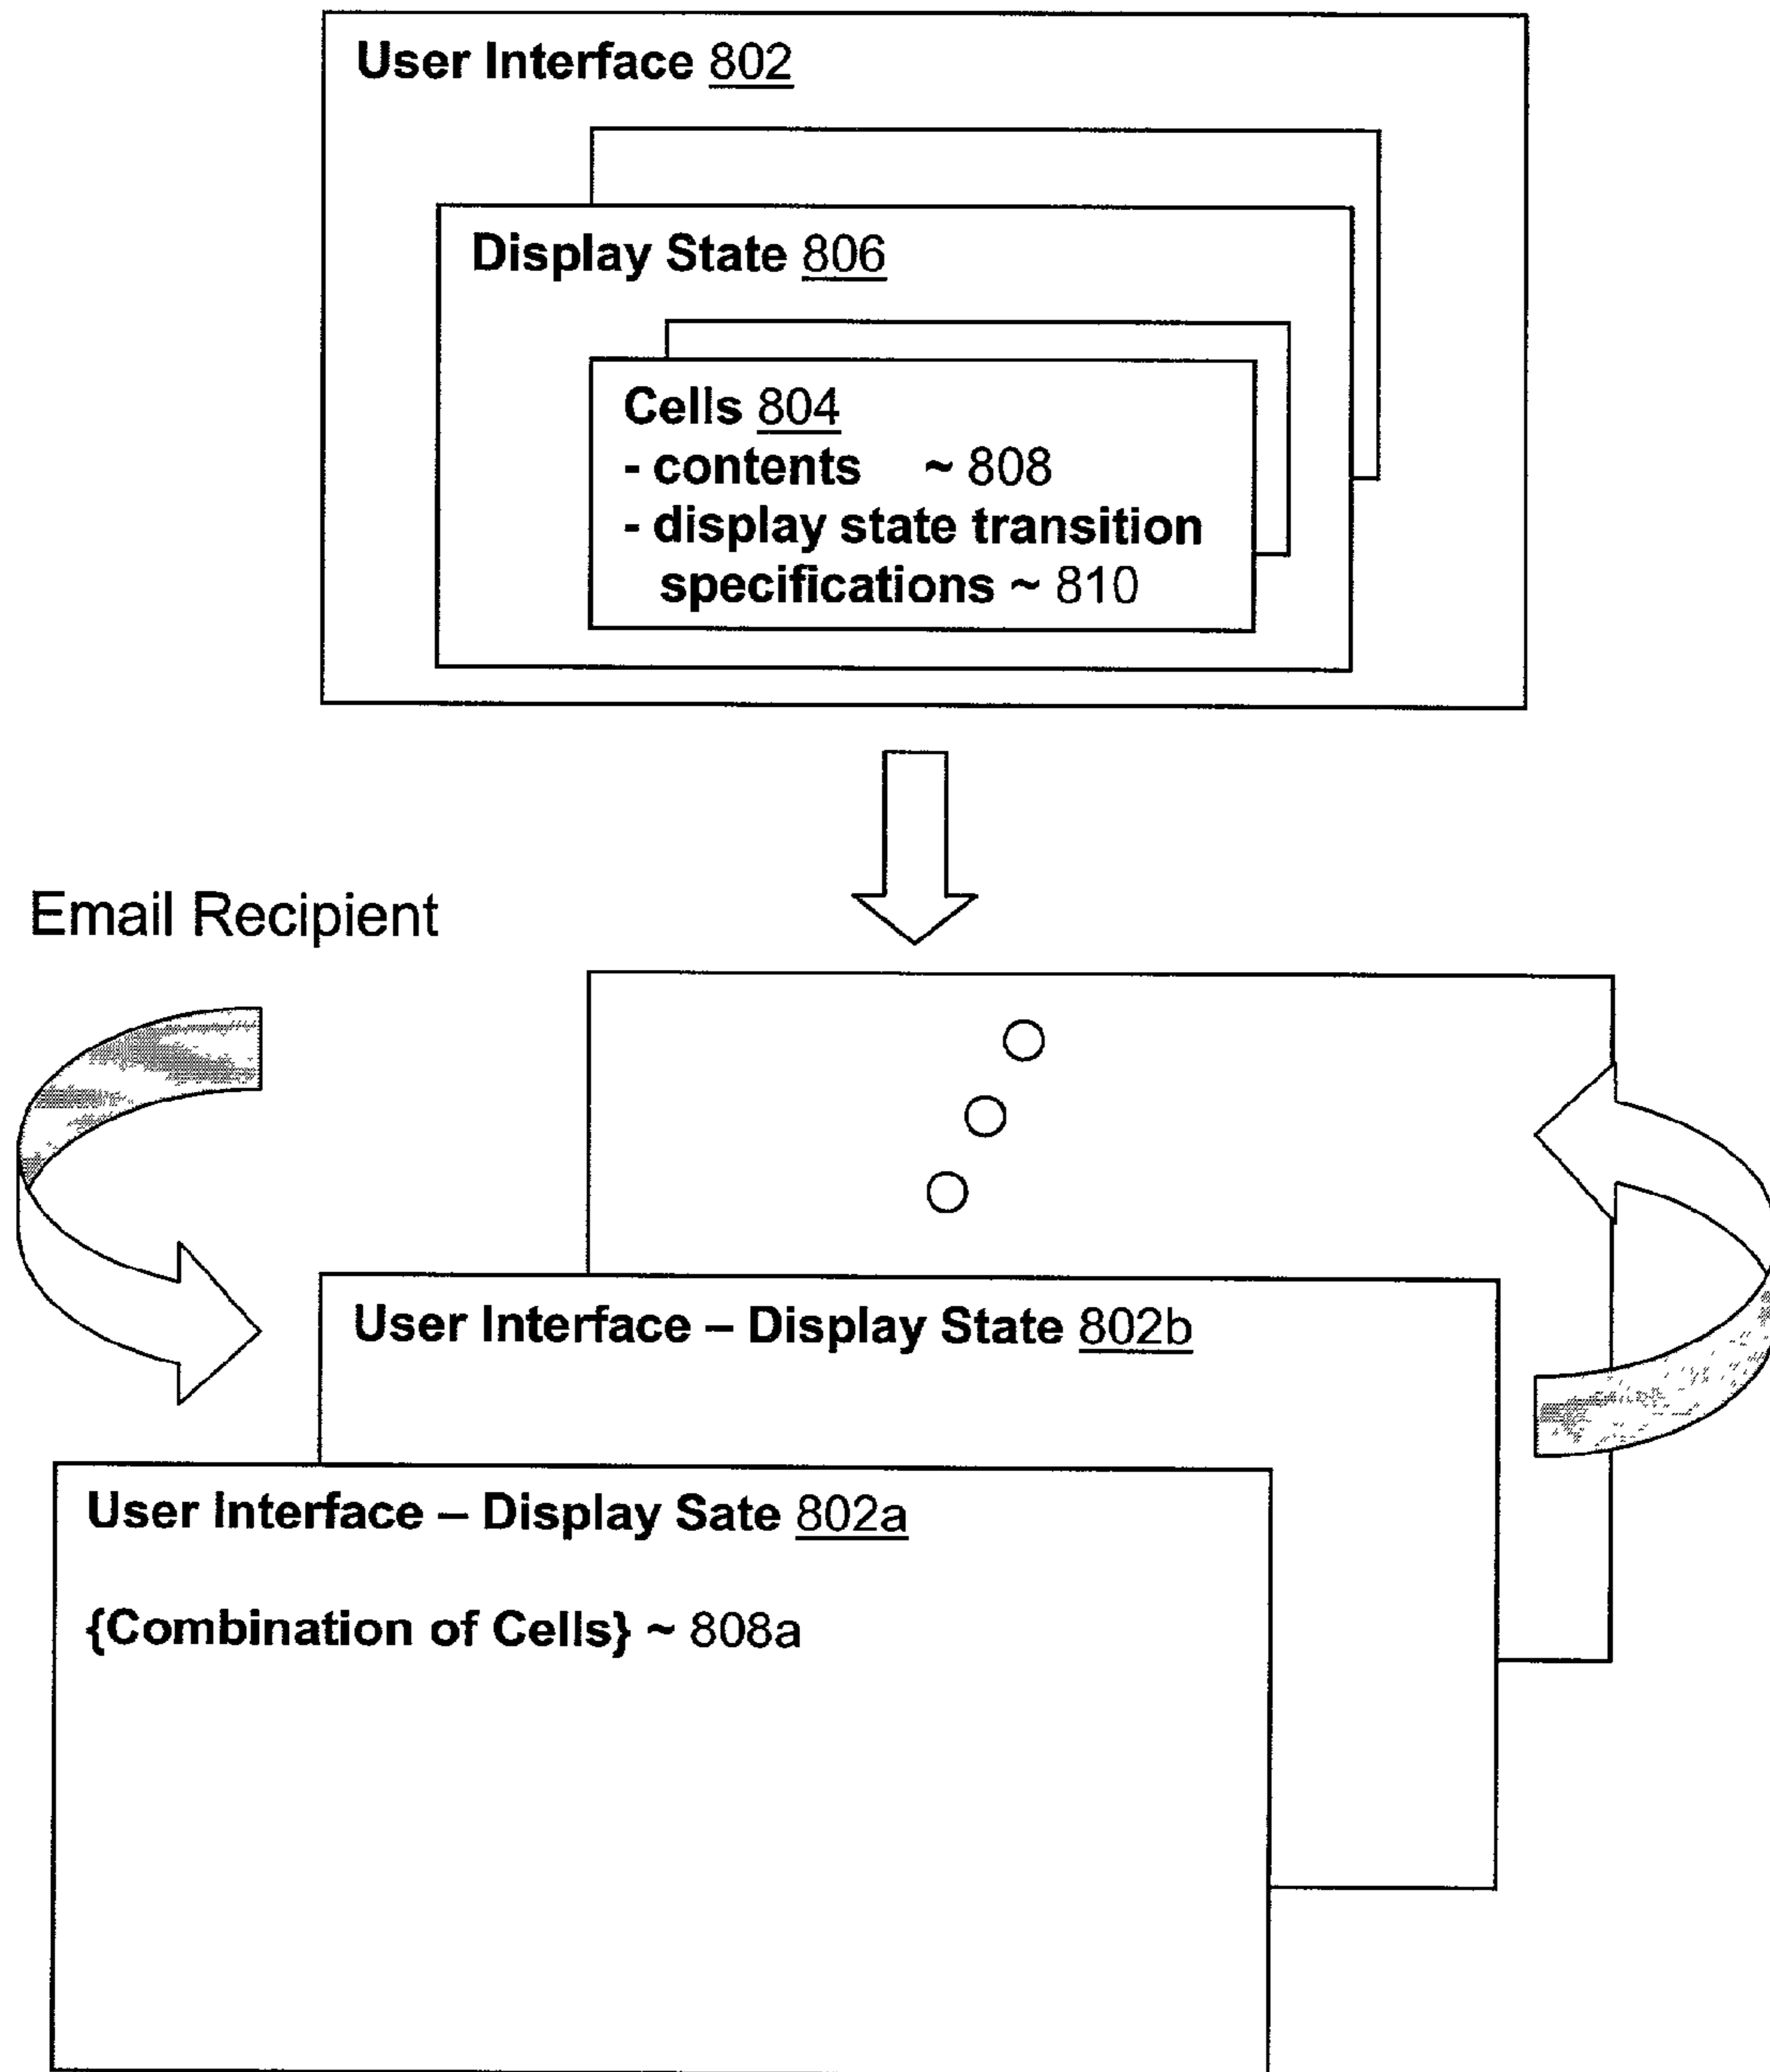 User Interface 802
Display State 806
Cells 804
- contents ~ 808
- display state transition
specifications ~ 810
Email Recipient
User Interface – Display State 802b
User Interface – Display Sate 802a
{Combination of Cells} ~ 808a